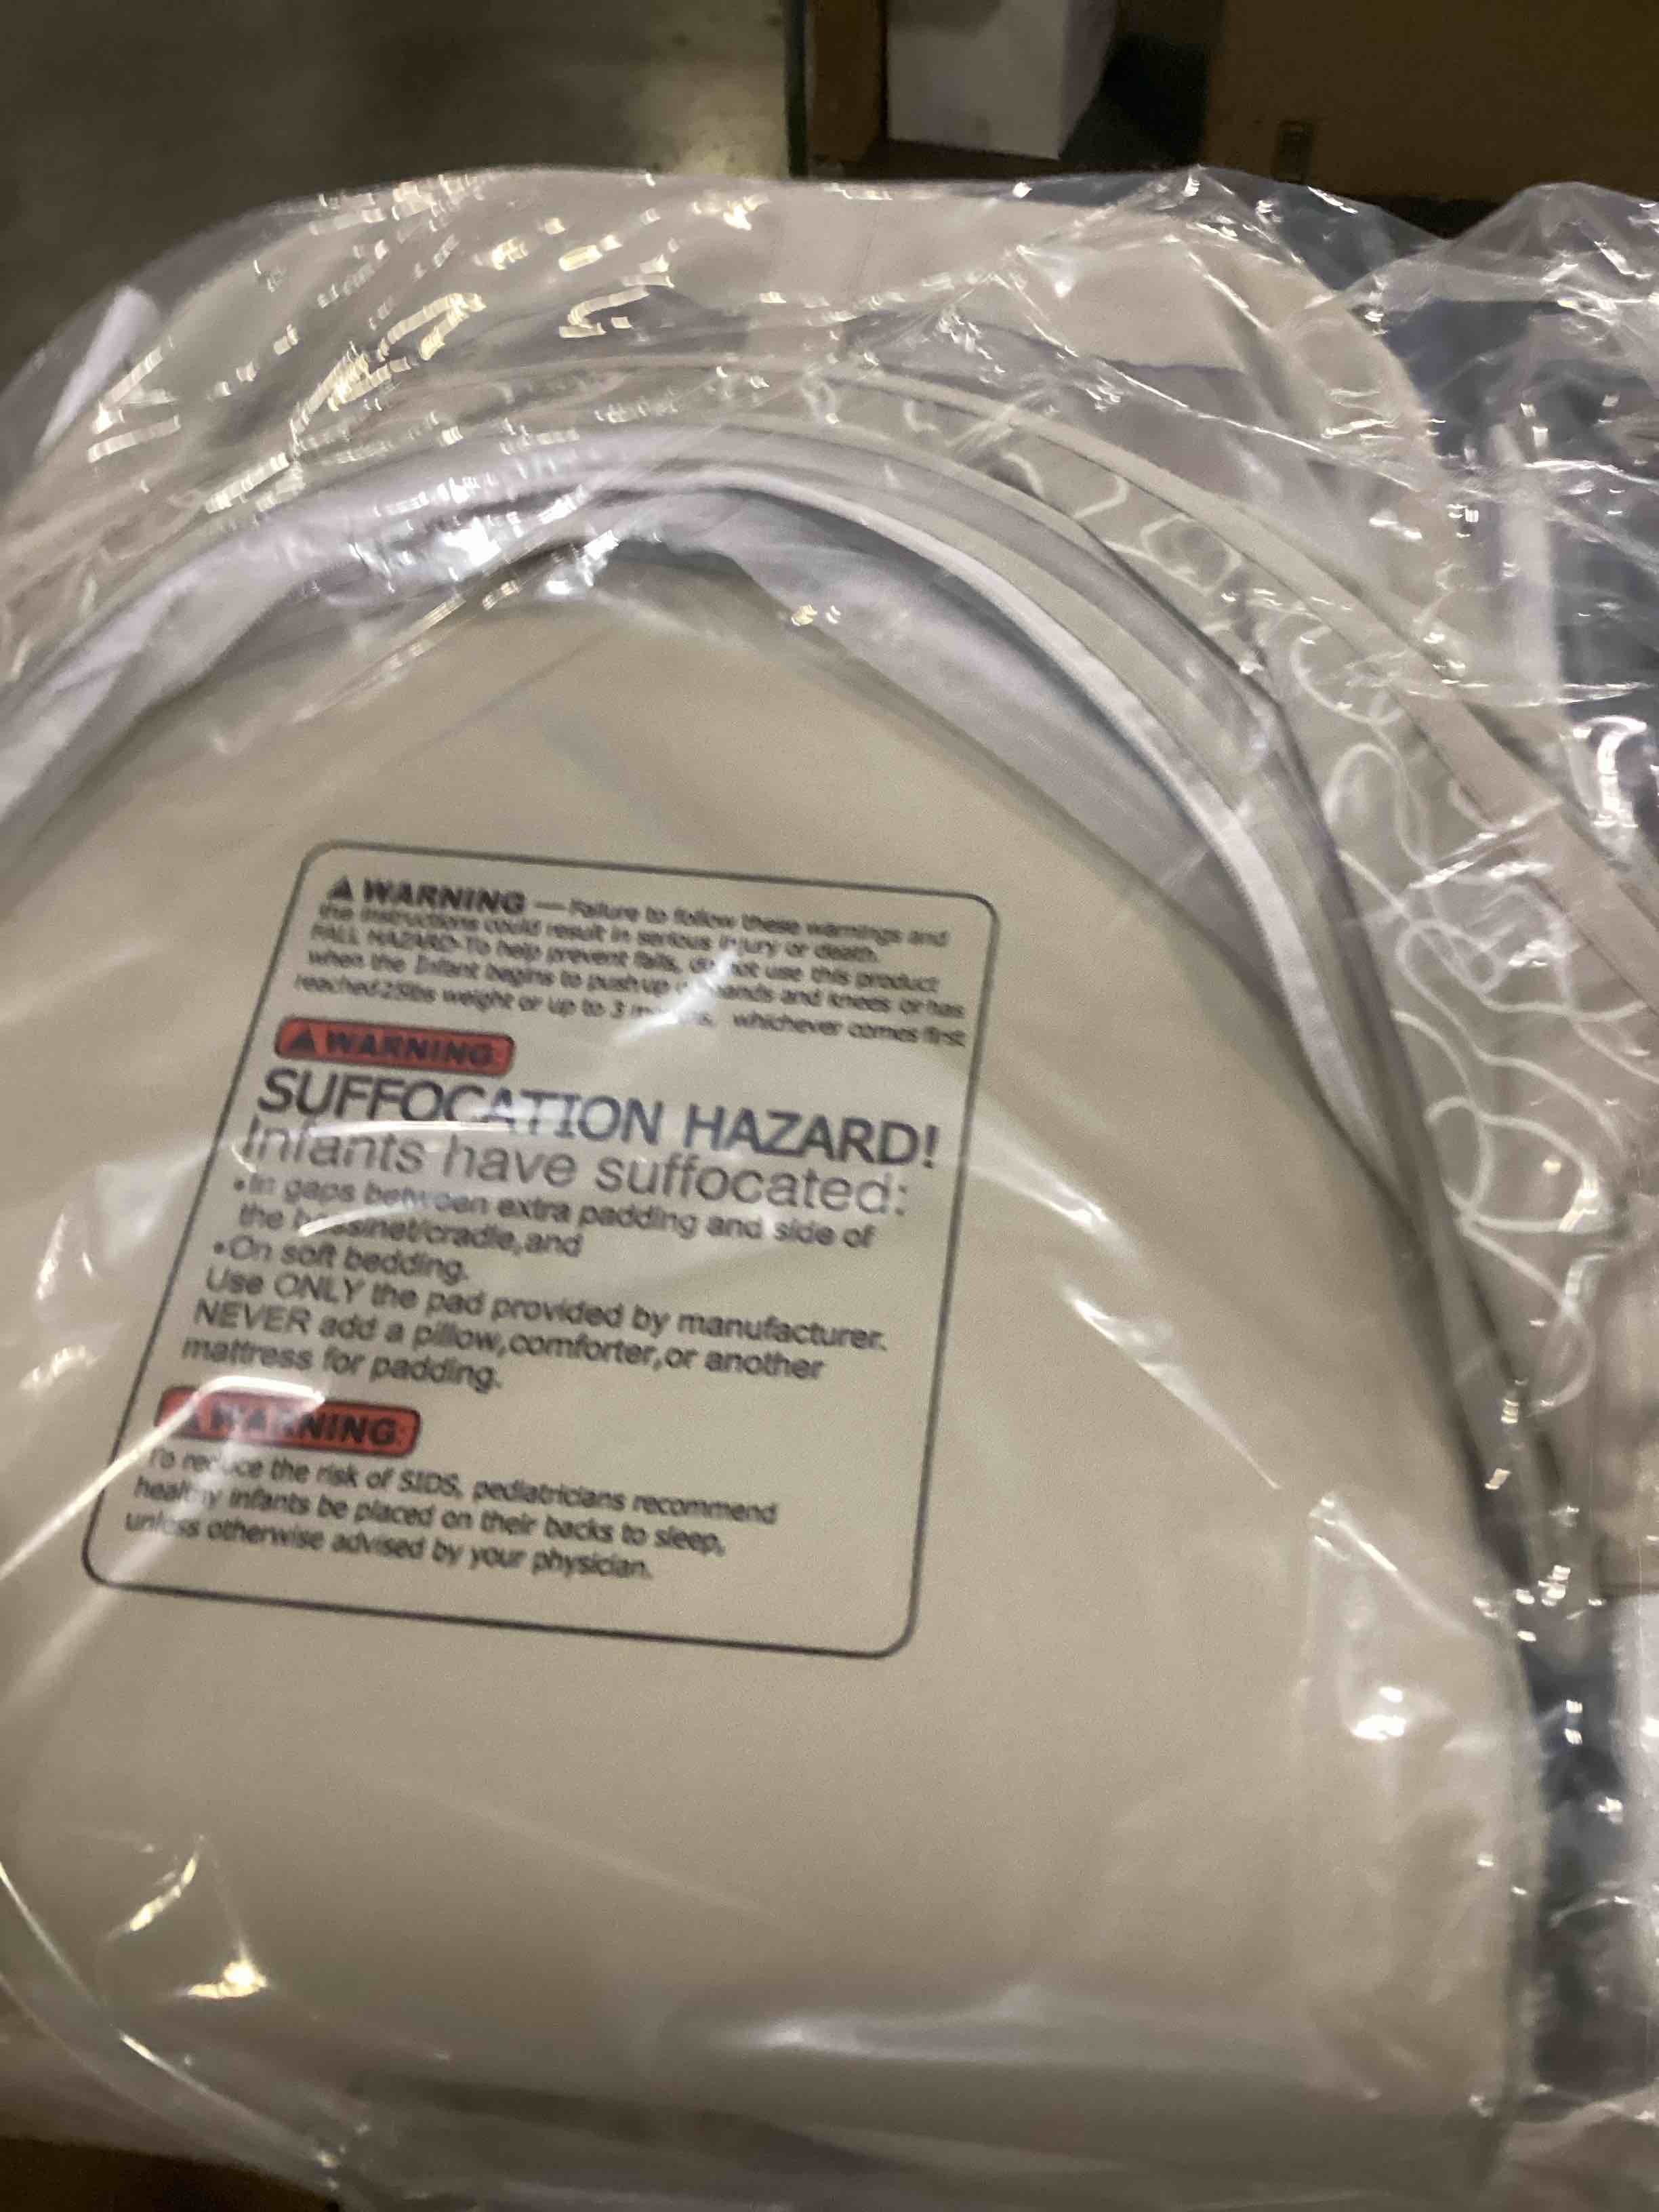 ⚠ WARNING — Failure to follow these warnings and
the instructions could result in serious injury or death.
FALL HAZARD-To help prevent falls, do not use this product
when the Infant begins to push up hands and knees or has
reached 25lbs weight or up to 3 whichever comes first
⚠ WARNING
SUFFOCATION HAZARD!
Infants have suffocated:
•In gaps between extra padding and side of
the bassinet/cradle,and
•On soft bedding.
Use ONLY the pad provided by manufacturer.
NEVER add a pillow,comforter,or another
mattress for padding.
⚠ WARNING
To reduce the risk of SIDS, pediatricians recommend
healthy infants be placed on their backs to sleep,
unless otherwise advised by your physician.